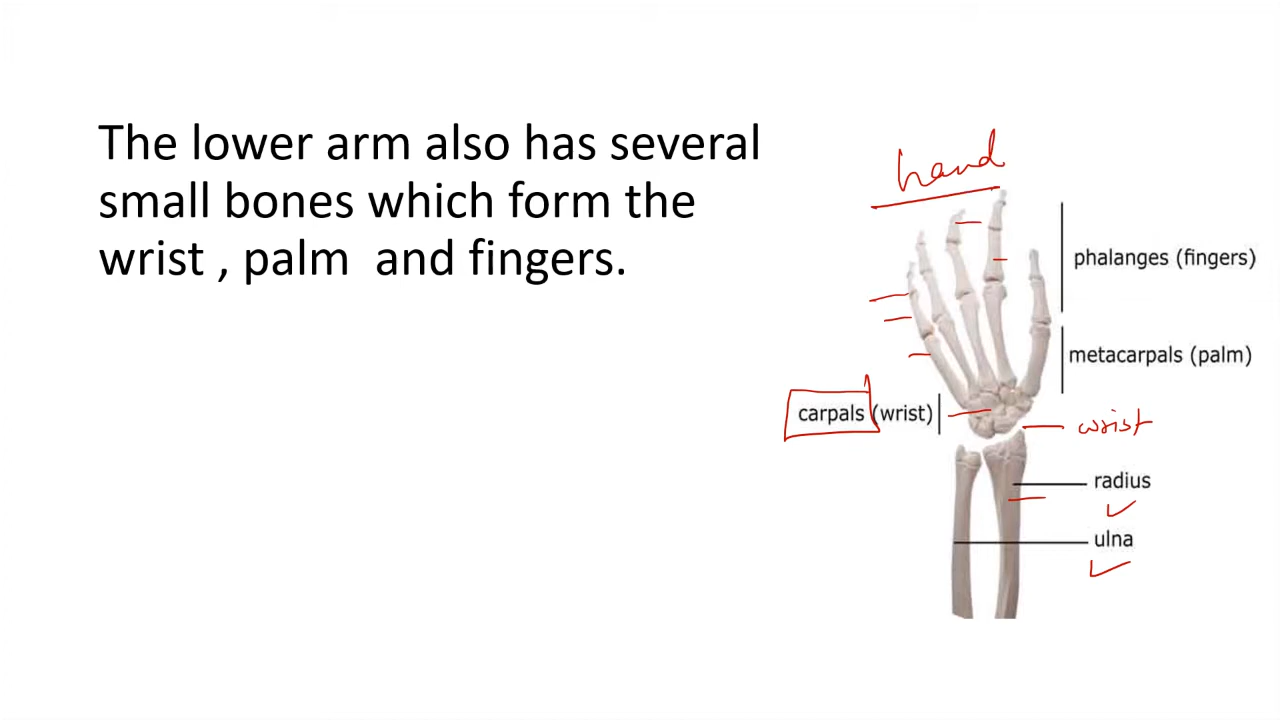 The lower arm also has several
small bones which form the
wrist , palm  and fingers.
hand
phalanges (fingers)
metacarpals (palm)
carpals (wrist)
wrist
radius
ulna